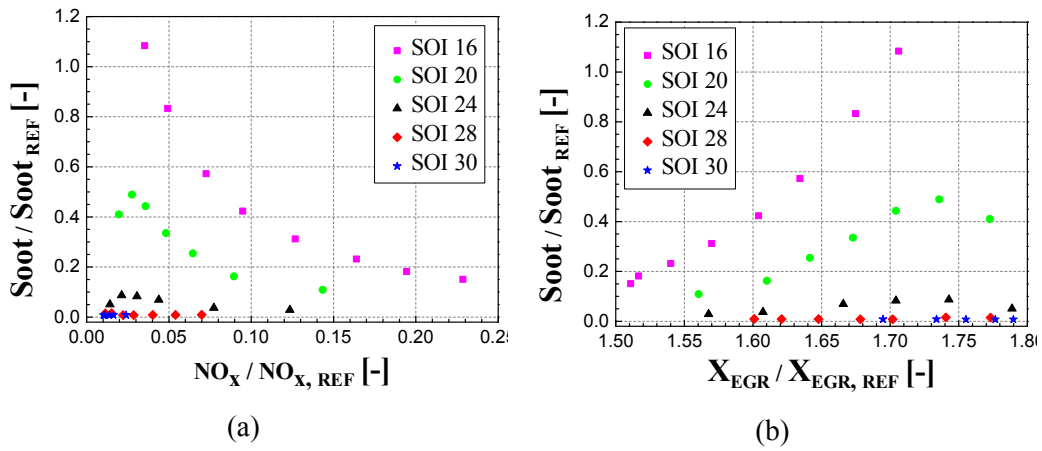 1.2
1.0
0.8
0.6
0.4
0.2
0.0
Soot / Soot REF [-]
SOI 16
SOI 20
SOI 24
SOI 28
SOI 30
0.00 0.05 0.10 0.15 0.20 0.25
NOX / NOX, REF [-]
(a)
1.2
1.0
0.8
0.6
0.4
0.2
0.0
Soot / Soot REF [-]
SOI 16
SOI 20
SOI 24
SOI 28
SOI 30
1.50 1.55 1.60 1.65 1.70 1.75 1.80
XEGR / XEGR, REF [-]
(b)